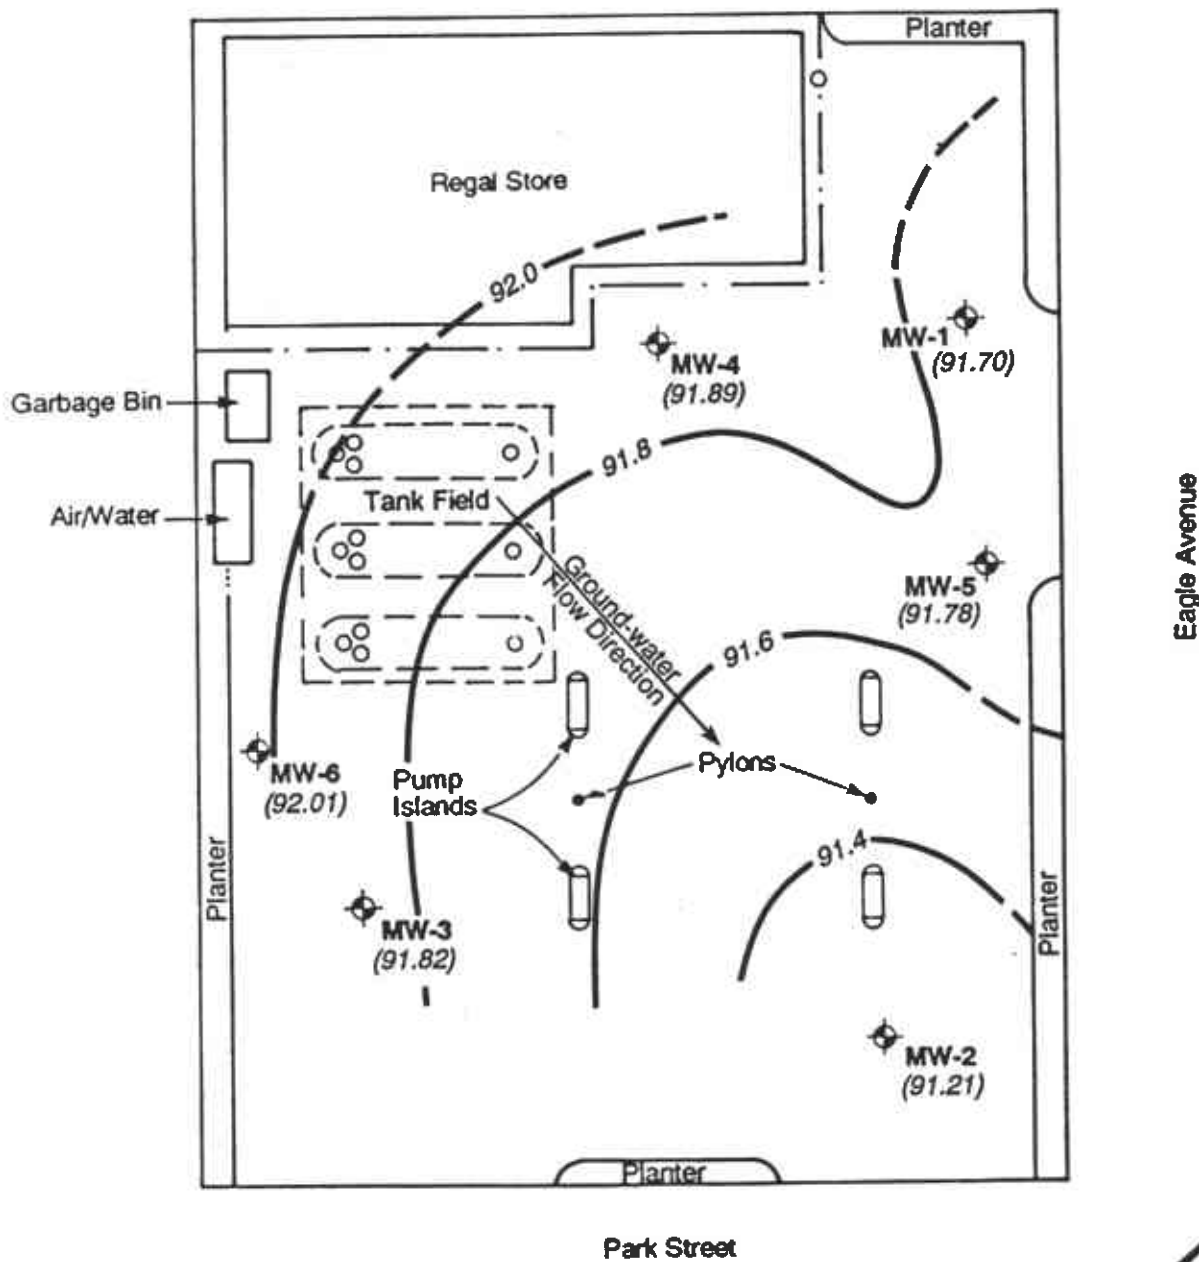 Planter
Regal Store
92.0
MW-1
(91.70)
MW-4
(91.89)
Garbage Bin
91.8
Air/Water
Tank Field
Ground-water
Flow Direction
MW-5
(91.78)
Eagle Avenue
91.6
Pylons
MW-6
(92.01)
Pump
Islands
91.4
Planter
Planter
MW-3
(91.82)
MW-2
(91.21)
Planter
Park Street